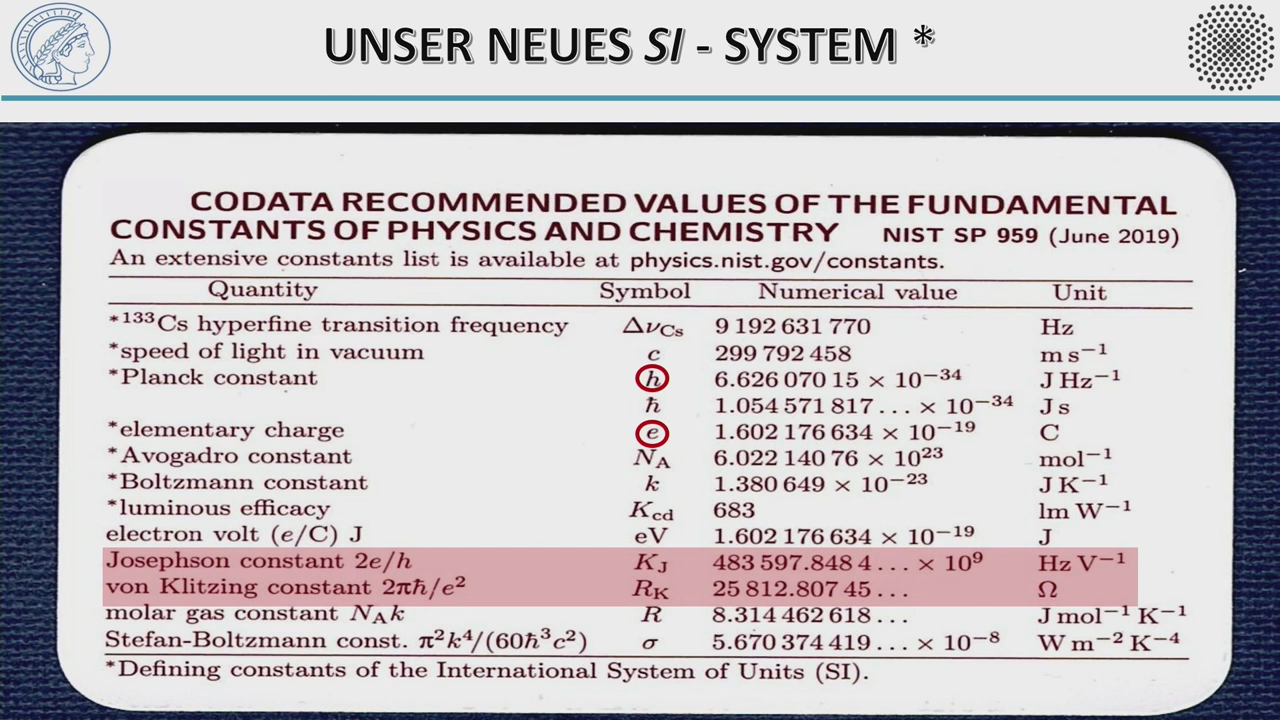 UNSER NEUES SI - SYSTEM *
CODATA RECOMMENDED VALUES OF THE FUNDAMENTAL
CONSTANTS OF PHYSICS AND CHEMISTRY NIST SP 959 (June 2019)
An extensive constants list is available at physics.nist.gov/constants.
Quantity Symbol Numerical value Unit
*¹³³Cs hyperfine transition frequency Δν_Cs 9 192 631 770 Hz
*speed of light in vacuum c 299 792 458 m s⁻¹
*Planck constant h 6.626 070 15 × 10⁻³⁴ J Hz⁻¹
ħ 1.054 571 817... × 10⁻³⁴ J s
*elementary charge e 1.602 176 634 × 10⁻¹⁹ C
*Avogadro constant N_A 6.022 140 76 × 10²³ mol⁻¹
*Boltzmann constant k 1.380 649 × 10⁻²³ J K⁻¹
*luminous efficacy K_cd 683 lm W⁻¹
electron volt (e/C) J eV 1.602 176 634 × 10⁻¹⁹ J
Josephson constant 2e/h K_J 483 597.848 4... × 10⁹ Hz V⁻¹
von Klitzing constant 2πħ/e² R_K 25 812.807 45... Ω
molar gas constant N_A k R 8.314 462 618... J mol⁻¹ K⁻¹
Stefan-Boltzmann const. π²k⁴/(60ħ³c²) σ 5.670 374 419... × 10⁻⁸ W m⁻² K⁻⁴
*Defining constants of the International System of Units (SI).